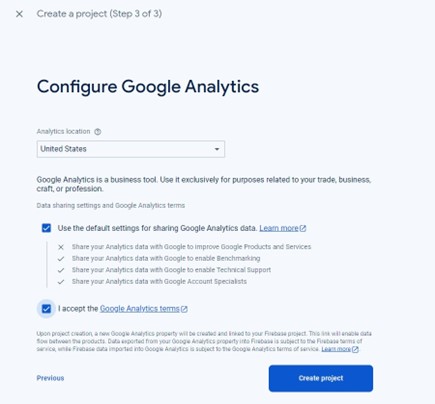 Create a project (Step 3 of 3)
Configure Google Analytics
Analytics location
United States
Google Analytics is a business tool. Use it exclusively for purposes related to your trade, business,
craft, or profession.
Data sharing settings and Google Analytics terms
Use the default settings for sharing Google Analytics data. Learn more
Share your Analytics data with Google to improve Google Products and Services
Share your Analytics data with Google to enable Benchmarking
Share your Analytics data with Google to enable Technical Support
Share your Analytics data with Google Account Specialists
I accept the Google Analytics terms
Upon project creation, a new Google Analytics property will be created and linked to your Firebase project. This link will enable data
flow between the products. Data exported from your Google Analytics property into Firebase is subject to the Firebase terms of
service, while Firebase data imported into Google Analytics is subject to the Google Analytics terms of service. Learn more
Previous
Create project